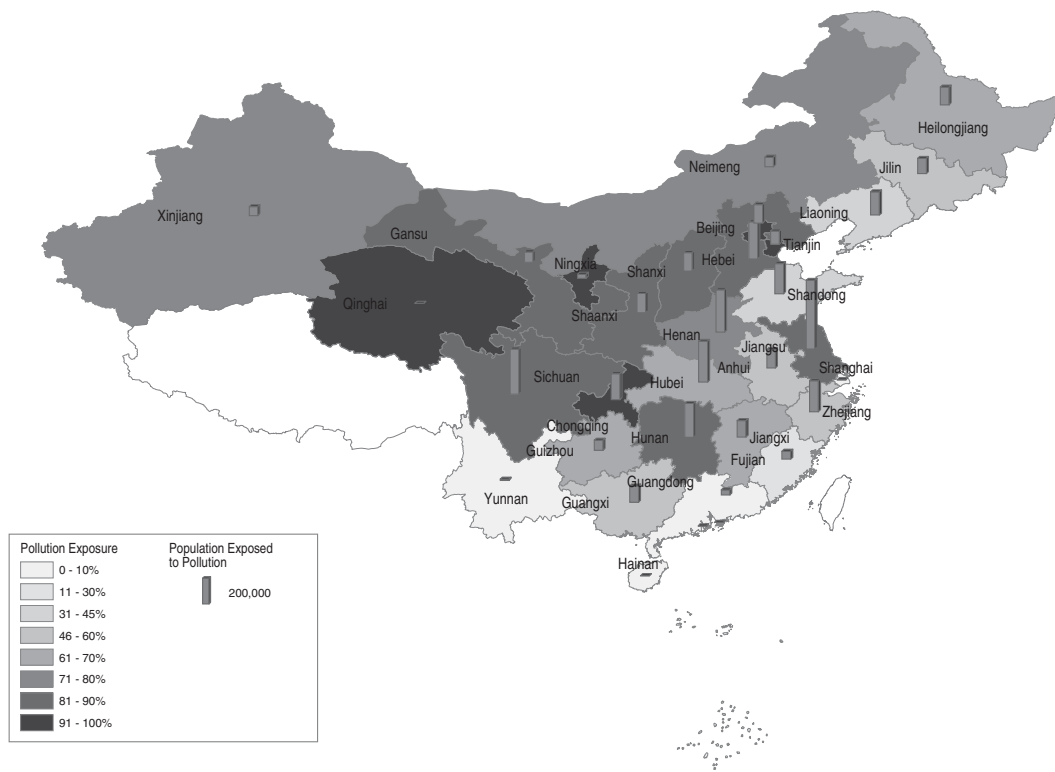 Heilongjiang
Jilin
Neimeng
Liaoning
Xinjiang
Beijing
Gansu
Tianjin
Hebei
Ningxia
Shanxi
Qinghai
Shandong
Shaanxi
Henan
Jiangsu
Anhui
Shanghai
Sichuan
Hubei
Zhejiang
Chongqing
Hunan
Jiangxi
Guizhou
Fujian
Guangdong
Yunnan
Guangxi
Hainan
Pollution Exposure
0 - 10%
11 - 30%
31 - 45%
46 - 60%
61 - 70%
71 - 80%
81 - 90%
91 - 100%
Population Exposed
to Pollution
200,000